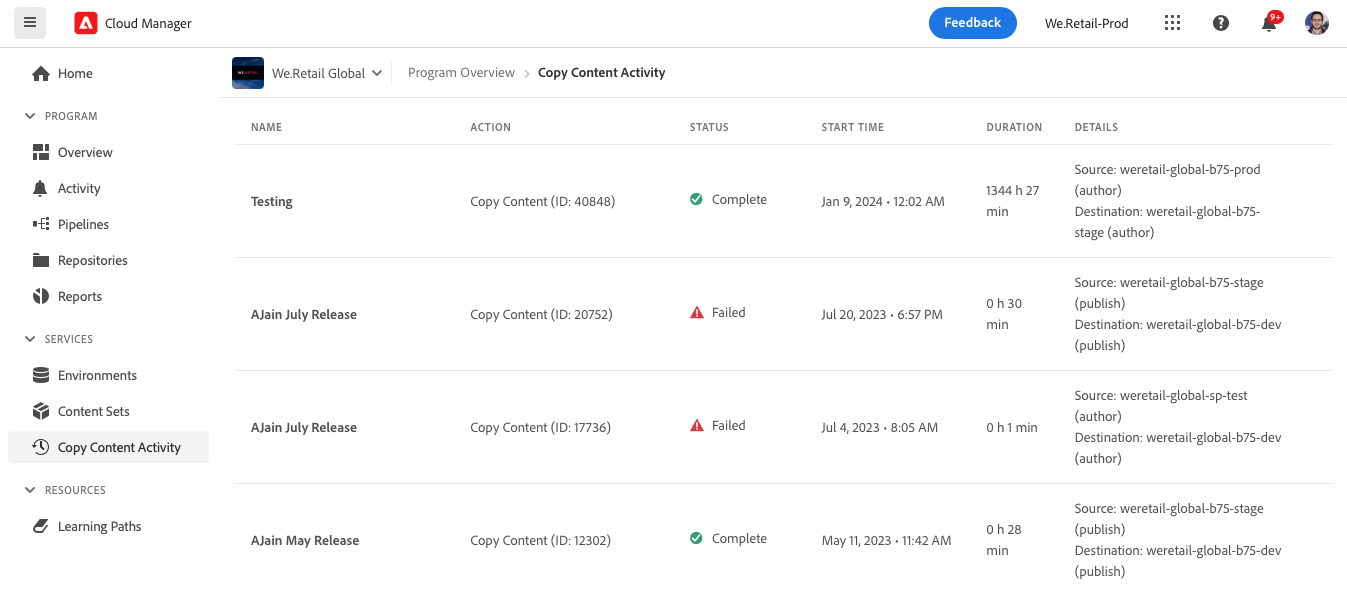 Cloud Manager
Feedback
We.Retail-Prod
9+
Home
PROGRAM
Overview
Activity
Pipelines
Repositories
Reports
SERVICES
Environments
Content Sets
Copy Content Activity
RESOURCES
Learning Paths
We.Retail Global
Program Overview
Copy Content Activity
NAME ACTION STATUS START TIME DURATION DETAILS
Testing
Copy Content (ID: 40848)
Complete
Jan 9, 2024 • 12:02 AM
1344 h 27
min
Source: weretail-global-b75-prod
(author)
Destination: weretail-global-b75-
stage (author)
AJain July Release
Copy Content (ID: 20752)
Failed
Jul 20, 2023 • 6:57 PM
0 h 30
min
Source: weretail-global-b75-stage
(publish)
Destination: weretail-global-b75-dev
(publish)
AJain July Release
Copy Content (ID: 17736)
Failed
Jul 4, 2023 • 8:05 AM
0 h 1 min
Source: weretail-global-sp-test
(author)
Destination: weretail-global-b75-dev
(author)
AJain May Release
Copy Content (ID: 12302)
Complete
May 11, 2023 • 11:42 AM
0 h 28
min
Source: weretail-global-b75-stage
(publish)
Destination: weretail-global-b75-dev
(publish)